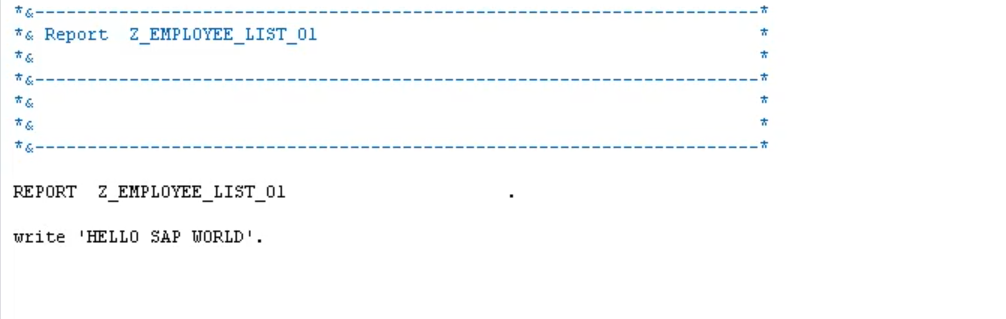 *&---------------------------------------------------------------------*
*& Report  Z_EMPLOYEE_LIST_01                                          *
*&                                                                     *
*&---------------------------------------------------------------------*
*&                                                                     *
*&                                                                     *
*&---------------------------------------------------------------------*
REPORT  Z_EMPLOYEE_LIST_01                      .
write 'HELLO SAP WORLD'.